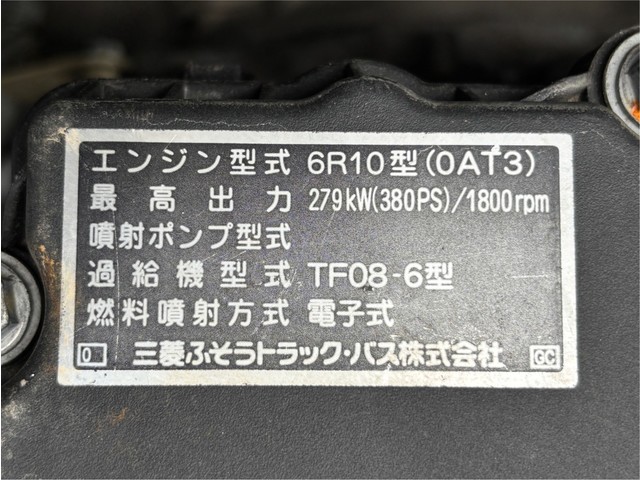 エンジン型式 6R10型(0AT3)
最高出力 279kW(380PS)/1800rpm
噴射ポンプ型式
過給機型式 TF08-6型
燃料噴射方式 電子式
0 三菱ふそうトラック・バス株式会社 GC